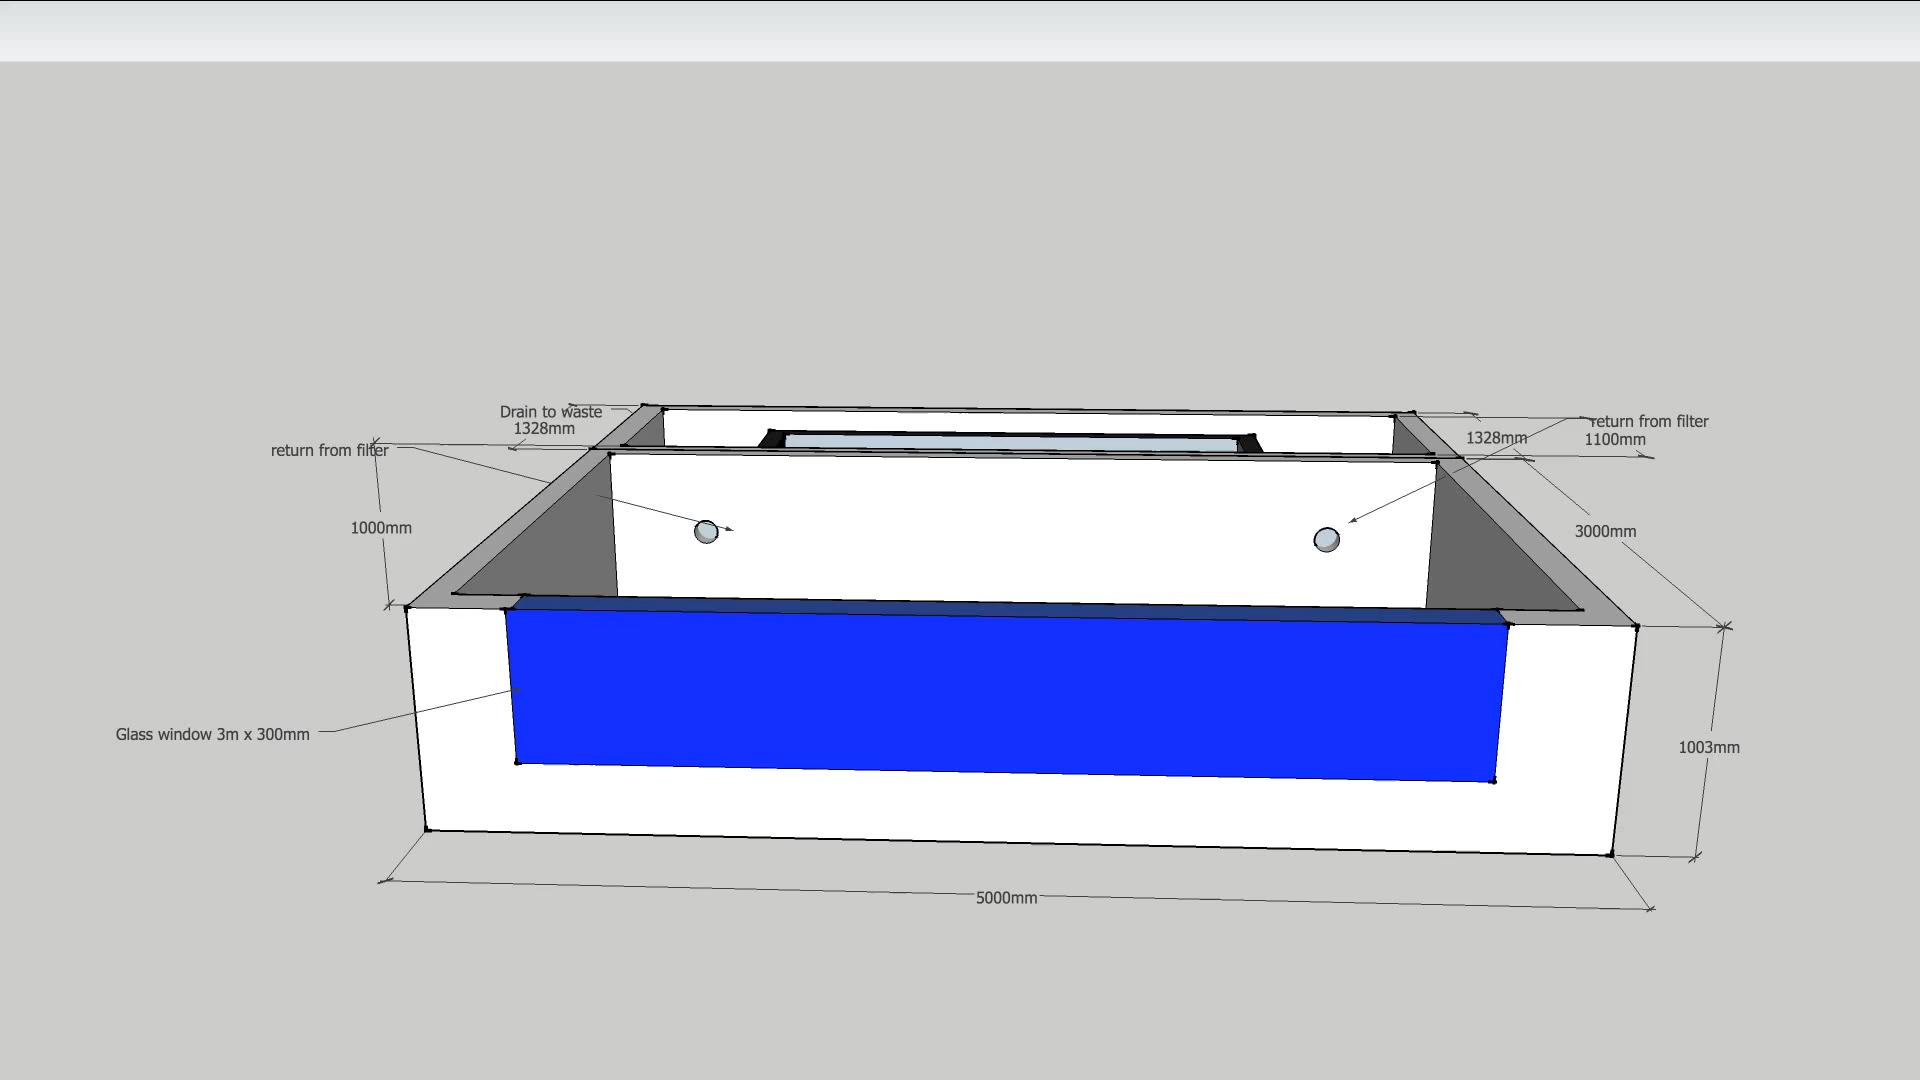 Drain to waste
1328mm
return from filter
1000mm
return from filter
1328mm
1100mm
3000mm
Glass window 3m x 300mm
1003mm
5000mm